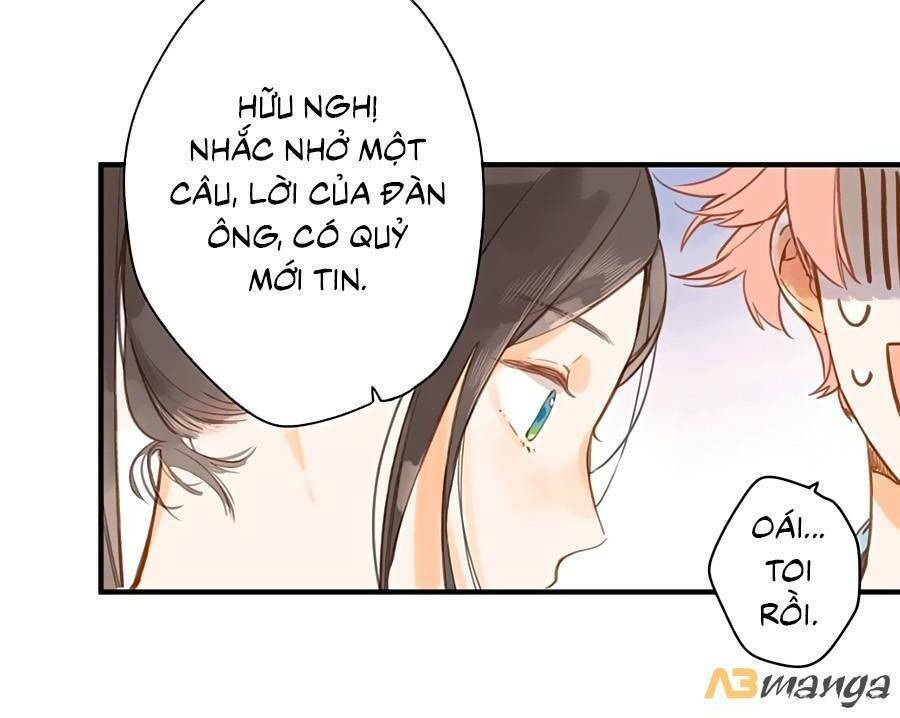 HỮU NGHỊ
NHẮC NHỞ MỘT
CÂU, LỜI CỦA ĐÀN
ÔNG, CÓ QUỶ
MỚI TIN.
OÁI...
TOI
RỒI.
A3manga